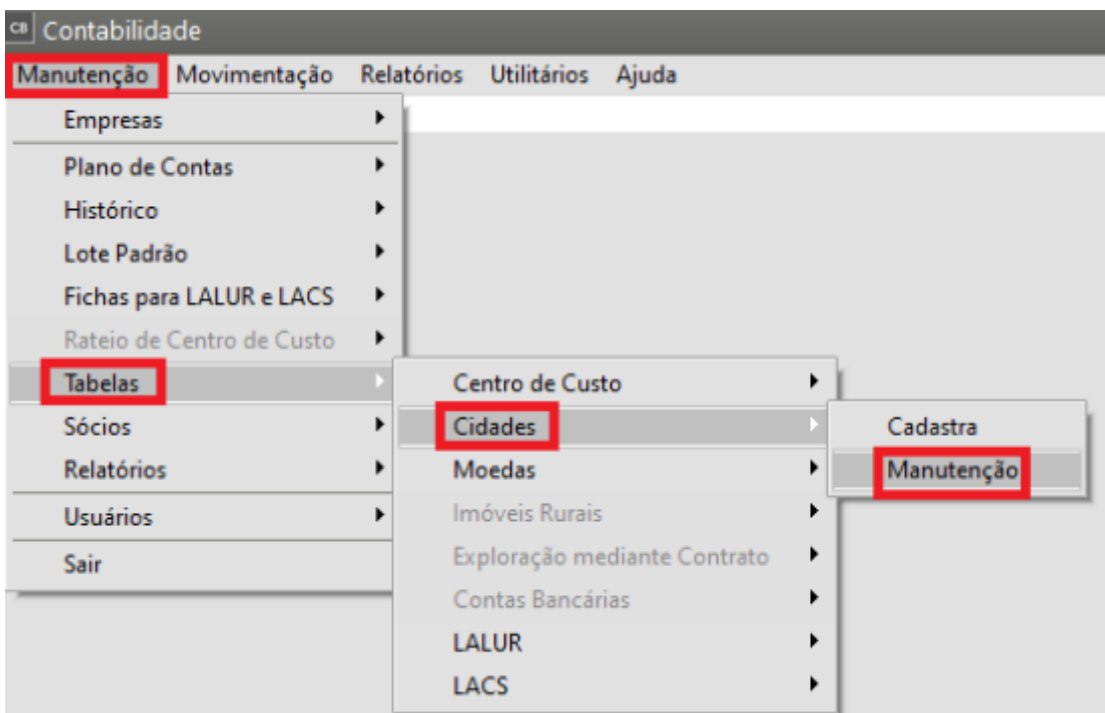 CB Contabilidade
Manutenção Movimentação Relatórios Utilitários Ajuda
Empresas
Plano de Contas
Histórico
Lote Padrão
Fichas para LALUR e LACS
Rateio de Centro de Custo
Tabelas
Sócios
Relatórios
Usuários
Sair
Centro de Custo
Cidades
Moedas
Imóveis Rurais
Exploração mediante Contrato
Contas Bancárias
LALUR
LACS
Cadastra
Manutenção